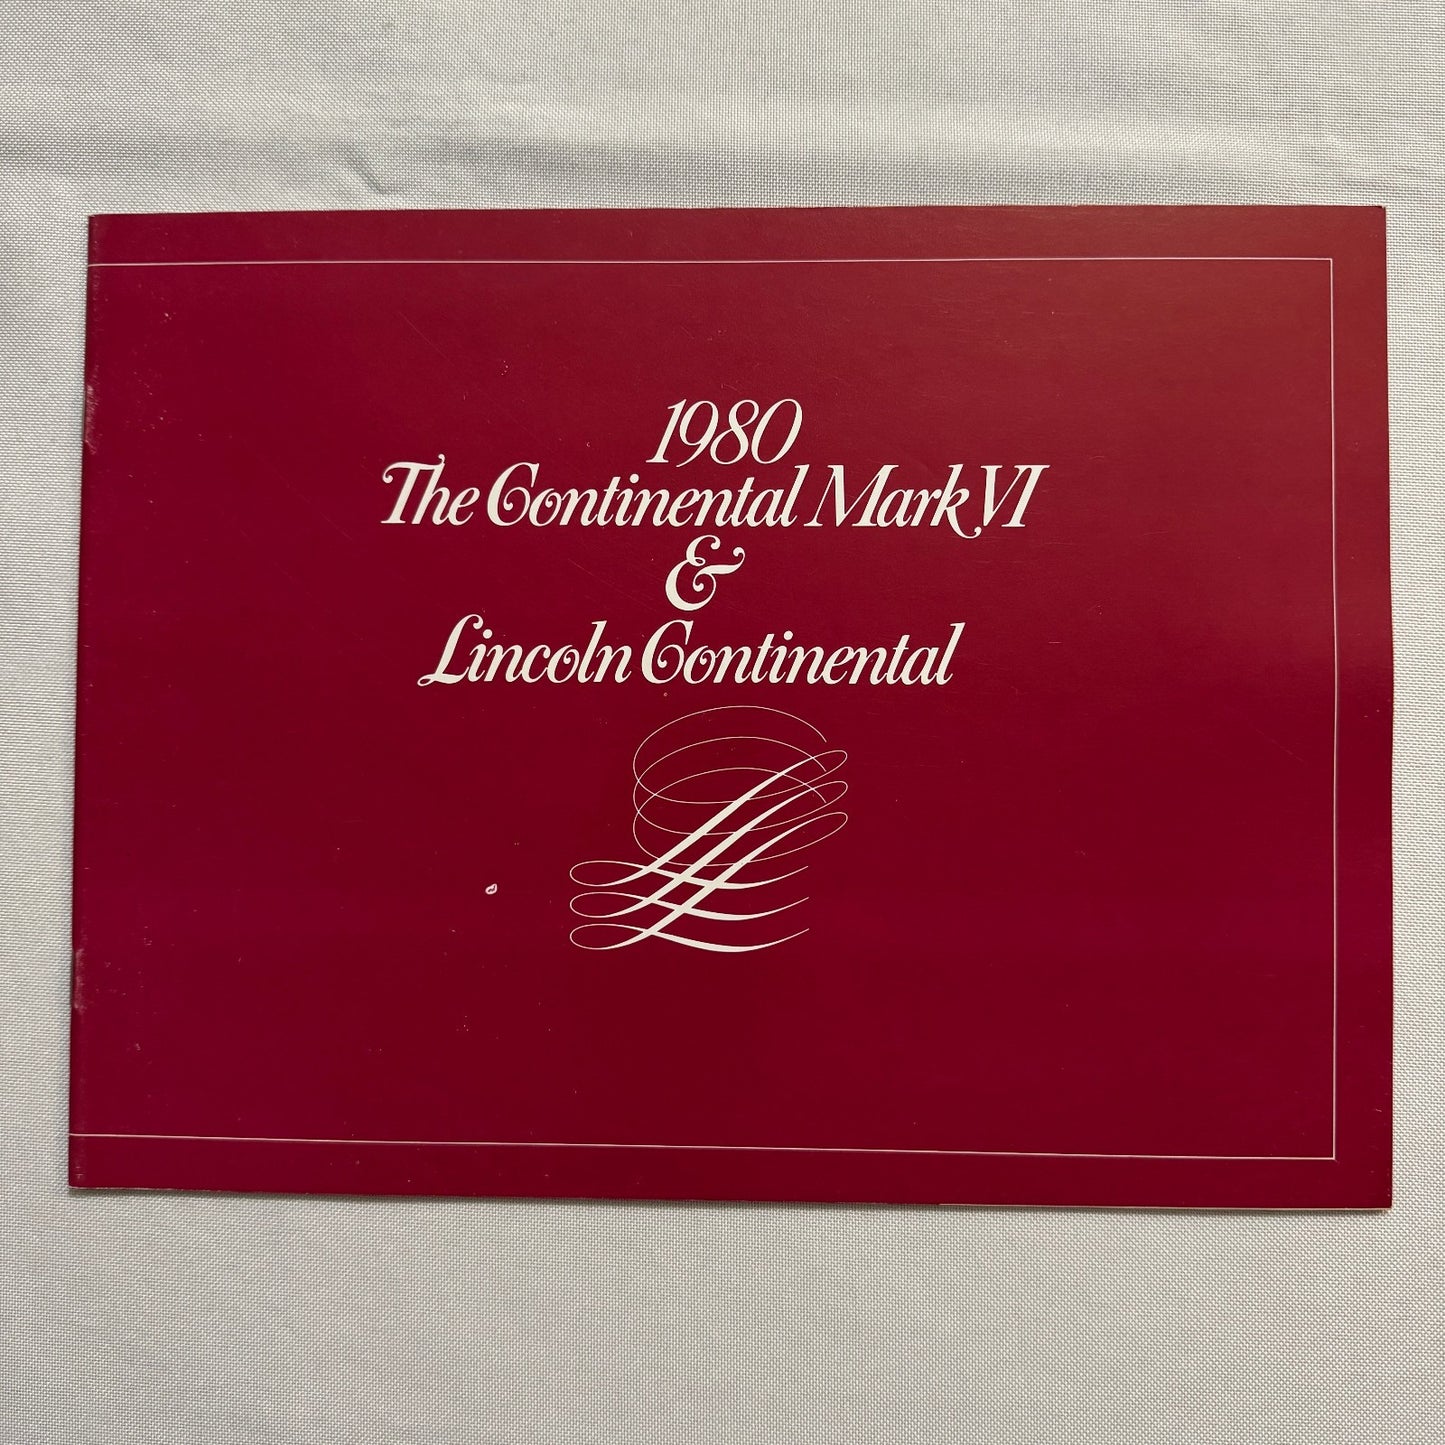 1980
The Continental Mark VI
&
Lincoln Continental